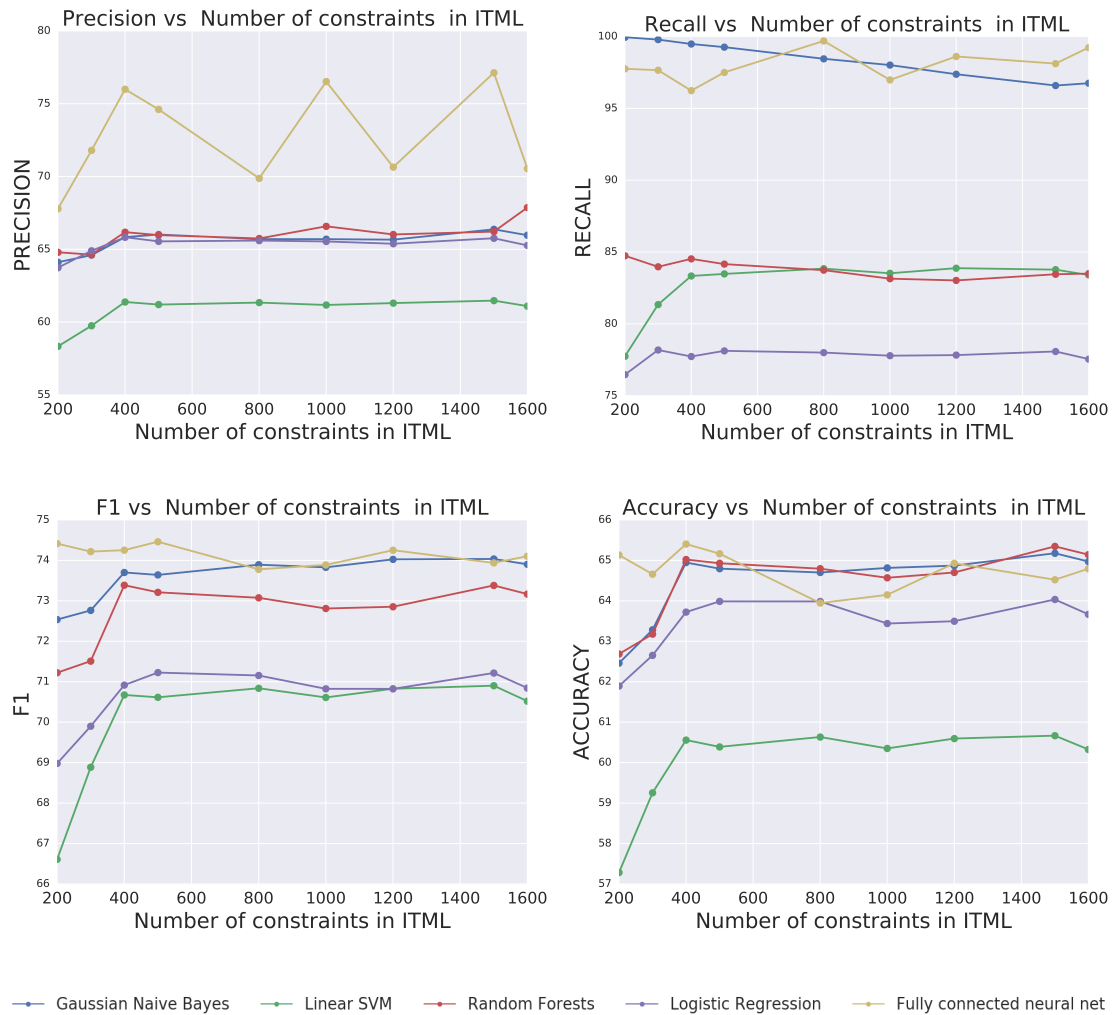 Precision vs  Number of constraints  in ITML
80
75
70
65
60
55
PRECISION
200 400 600 800 1000 1200 1400 1600
Number of constraints in ITML
Recall vs  Number of constraints  in ITML
100
95
90
85
80
75
RECALL
200 400 600 800 1000 1200 1400 1600
Number of constraints in ITML
F1 vs  Number of constraints  in ITML
75
74
73
72
71
70
69
68
67
66
F1
200 400 600 800 1000 1200 1400 1600
Number of constraints in ITML
Accuracy vs  Number of constraints  in ITML
66
65
64
63
62
61
60
59
58
57
ACCURACY
200 400 600 800 1000 1200 1400 1600
Number of constraints in ITML
Gaussian Naive Bayes Linear SVM Random Forests Logistic Regression Fully connected neural net